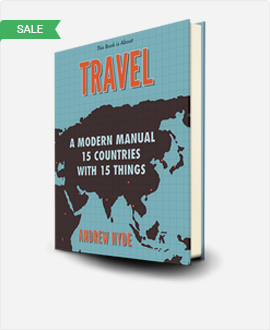 SALE
This Book is About
TRAVEL
A MODERN MANUAL
15 COUNTRIES
WITH 15 THINGS
ANDREW HYDE